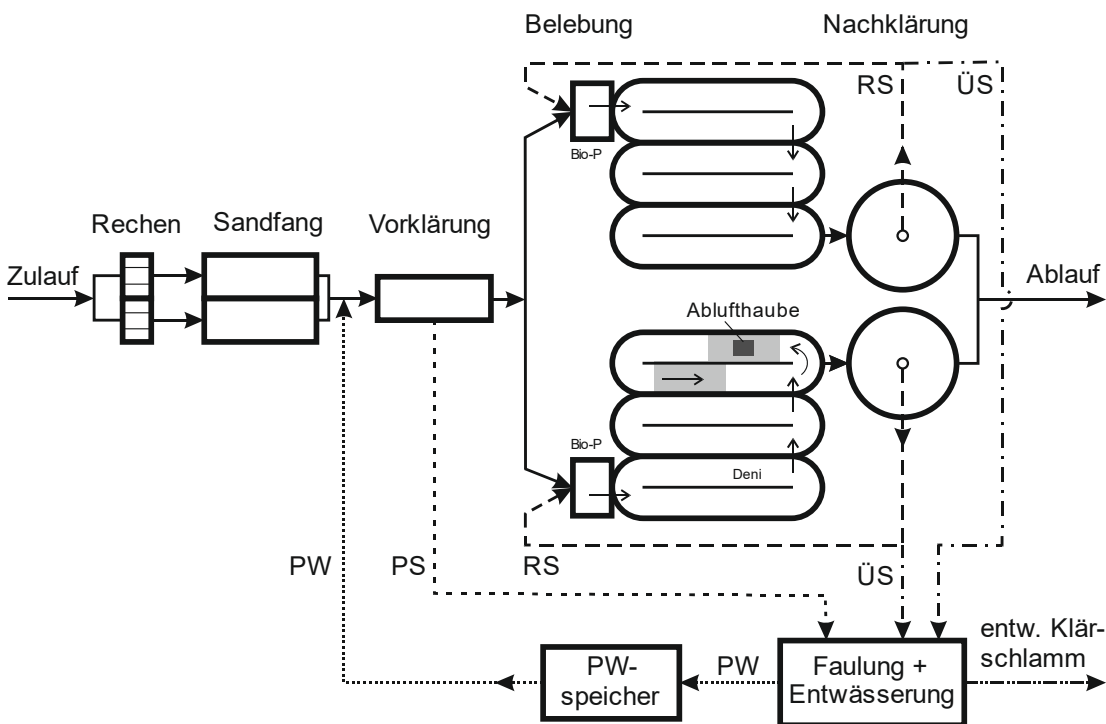 Belebung
Nachklärung
RS
ÜS
Bio-P
Rechen
Sandfang
Vorklärung
Zulauf
Ablauf
Ablufthaube
Bio-P
Deni
PW
PS
RS
ÜS
entw. Klär-
schlamm
PW-
speicher
PW
Faulung +
Entwässerung